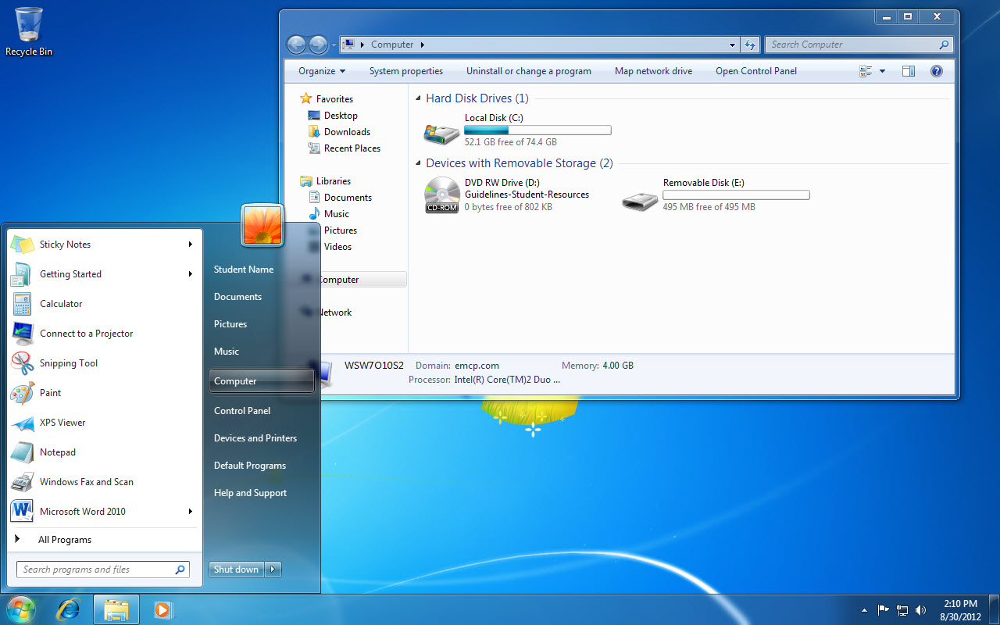 Recycle Bin
Computer
Search Computer
Organize
System properties
Uninstall or change a program
Map network drive
Open Control Panel
Favorites
Desktop
Downloads
Recent Places
Libraries
Documents
Music
Pictures
Videos
Computer
Network
Hard Disk Drives (1)
Local Disk (C:)
52.1 GB free of 74.4 GB
Devices with Removable Storage (2)
DVD RW Drive (D:)
Guidelines-Student-Resources
0 bytes free of 802 KB
CD-ROM
Removable Disk (E:)
495 MB free of 495 MB
WSW7O10S2
Domain: emcp.com
Memory: 4.00 GB
Processor: Intel(R) Core(TM)2 Duo ...
Sticky Notes
Getting Started
Calculator
Connect to a Projector
Snipping Tool
Paint
XPS Viewer
Notepad
Windows Fax and Scan
Microsoft Word 2010
All Programs
Search programs and files
Student Name
Documents
Pictures
Music
Computer
Control Panel
Devices and Printers
Default Programs
Help and Support
Shut down
2:10 PM
8/30/2012